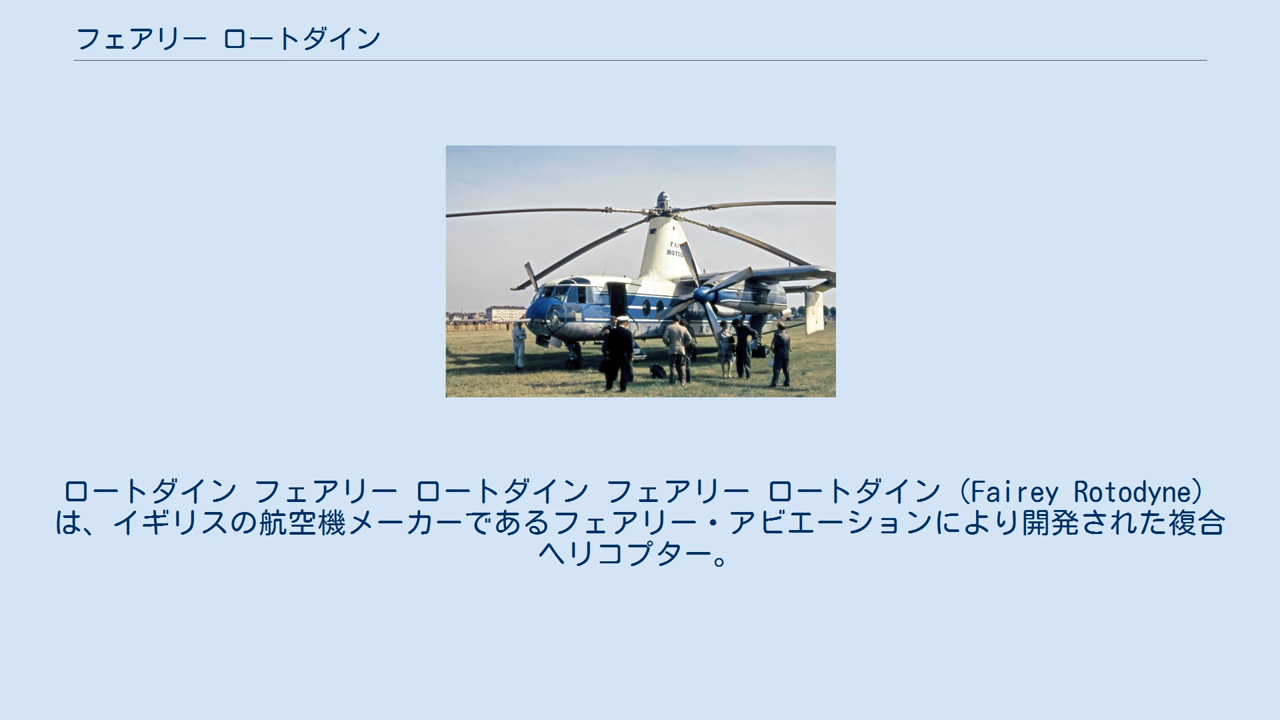 フェアリー ロートダイン
ロートダイン フェアリー ロートダイン フェアリー ロートダイン（Fairey Rotodyne）
は、イギリスの航空機メーカーであるフェアリー・アビエーションにより開発された複合
ヘリコプター。